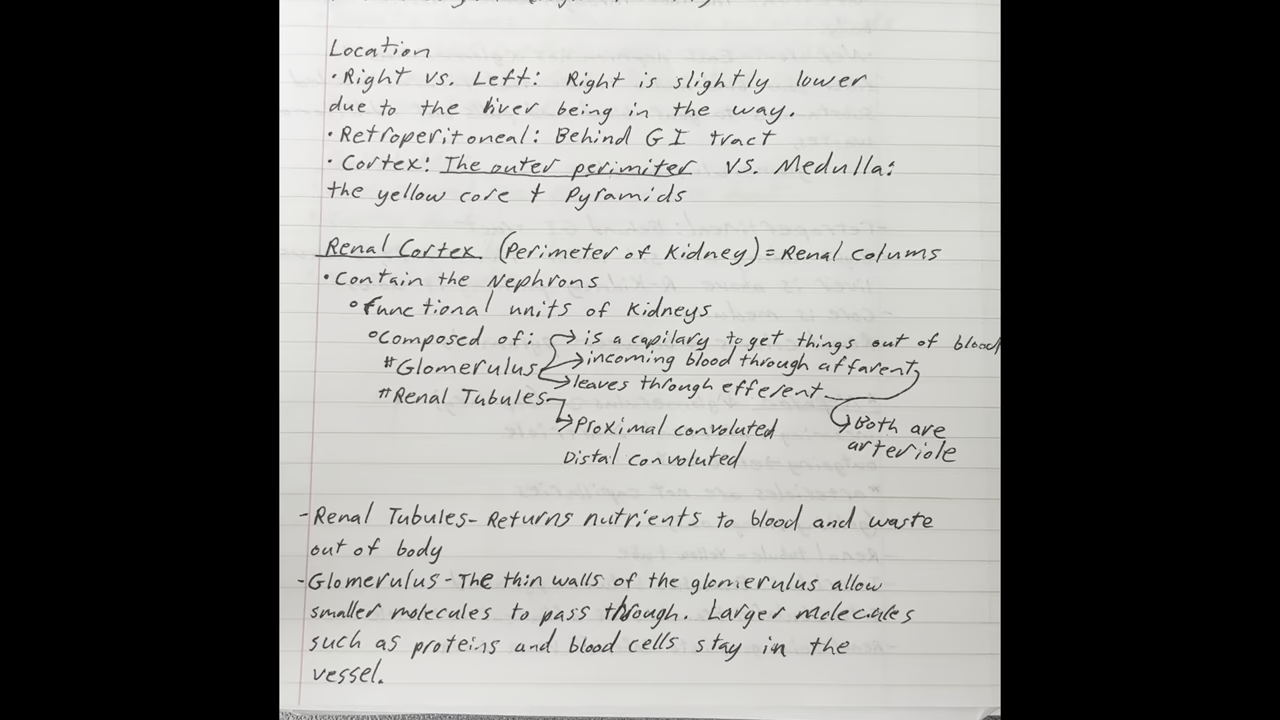 Location
• Right vs. Left: Right is slightly lower
due to the liver being in the way.
• Retroperitoneal: Behind GI tract
• Cortex: The outer perimiter vs. Medulla:
the yellow core + Pyramids
Renal Cortex (Perimeter of Kidney) = Renal colums
• Contain the Nephrons
° functional units of Kidneys
° Composed of: → is a capilary to get things out of blood
# Glomerulus → incoming blood through affarent
→ leaves through efferent
# Renal Tubules
→ Proximal convoluted
Distal convoluted
→ Both are
arteriole
- Renal Tubules - Returns nutrients to blood and waste
out of body
- Glomerulus - The thin walls of the glomerulus allow
smaller molecules to pass through. Larger molecules
such as proteins and blood cells stay in the
vessel.